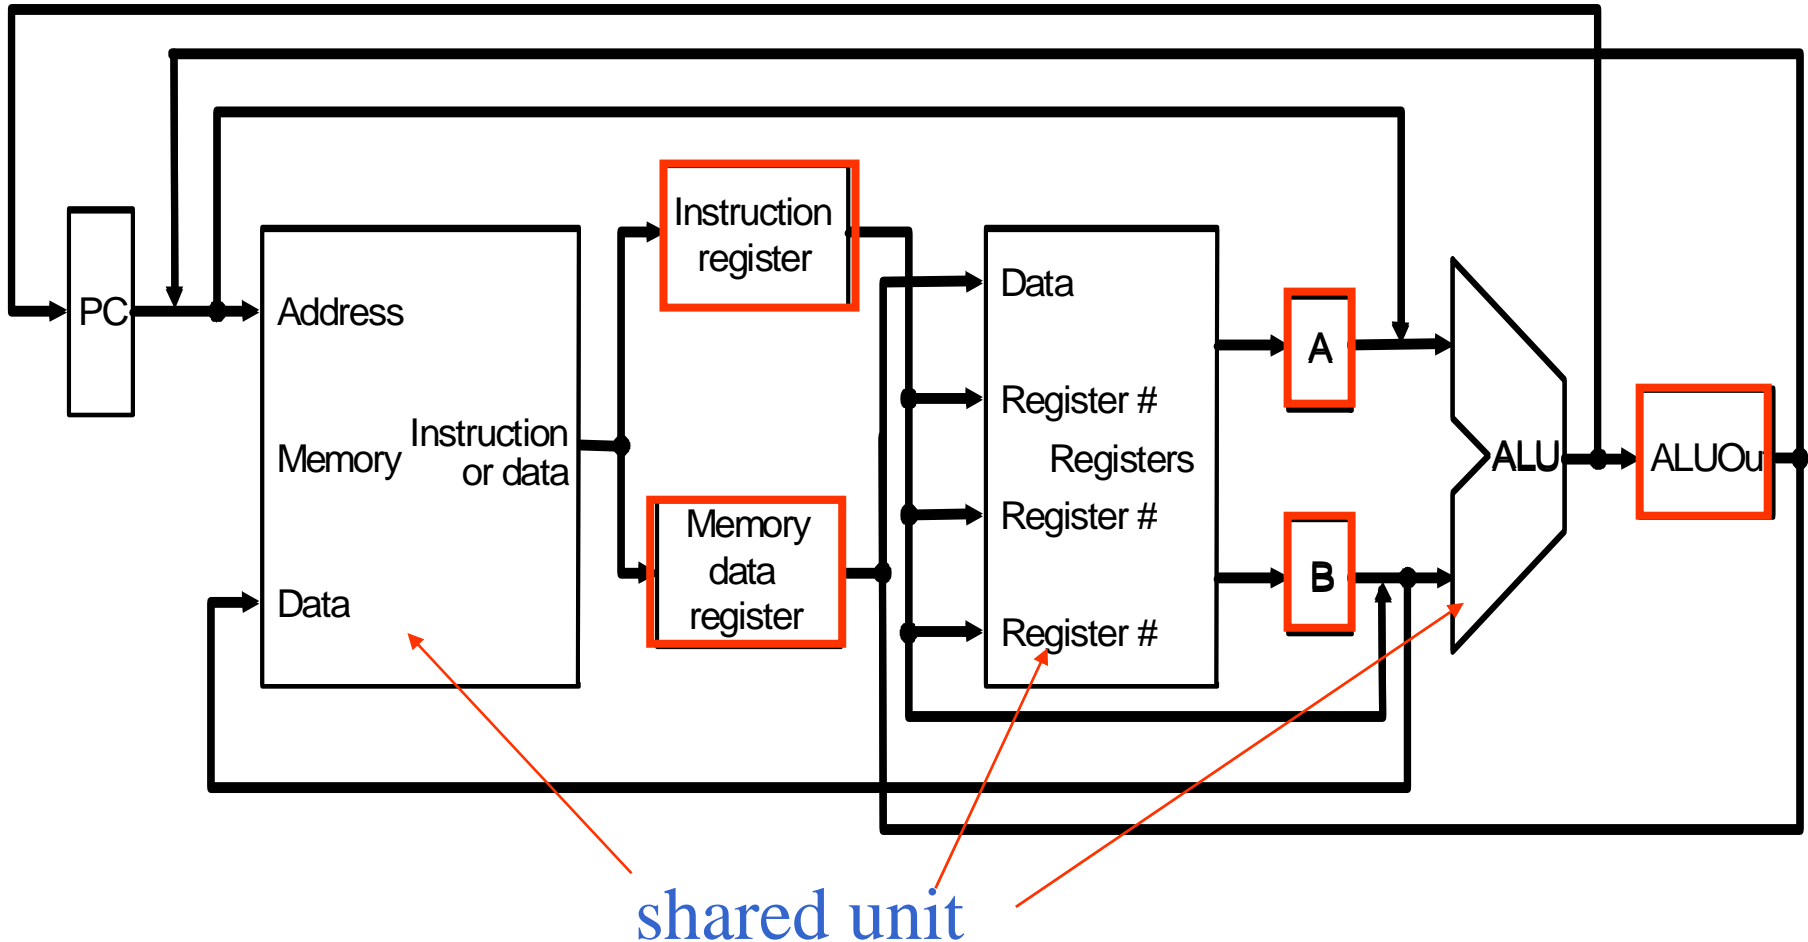 PC
Address
Memory
Instruction
or data
Data
Instruction
register
Memory
data
register
Data
Register #
Registers
Register #
Register #
A
B
ALU
ALUOu
shared unit